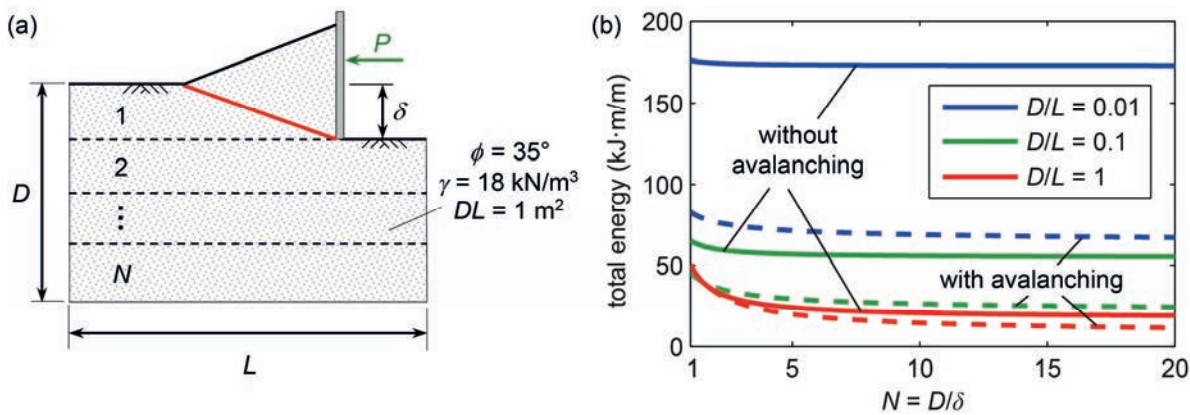 (a)
P
1
δ
2
D
N
L
ϕ = 35°
γ = 18 kN/m³
DL = 1 m²
(b)
total energy (kJ·m/m)
200
150
100
50
0
without
avalanching
D/L = 0.01
D/L = 0.1
D/L = 1
with avalanching
1
5
10
15
20
N = D/δ